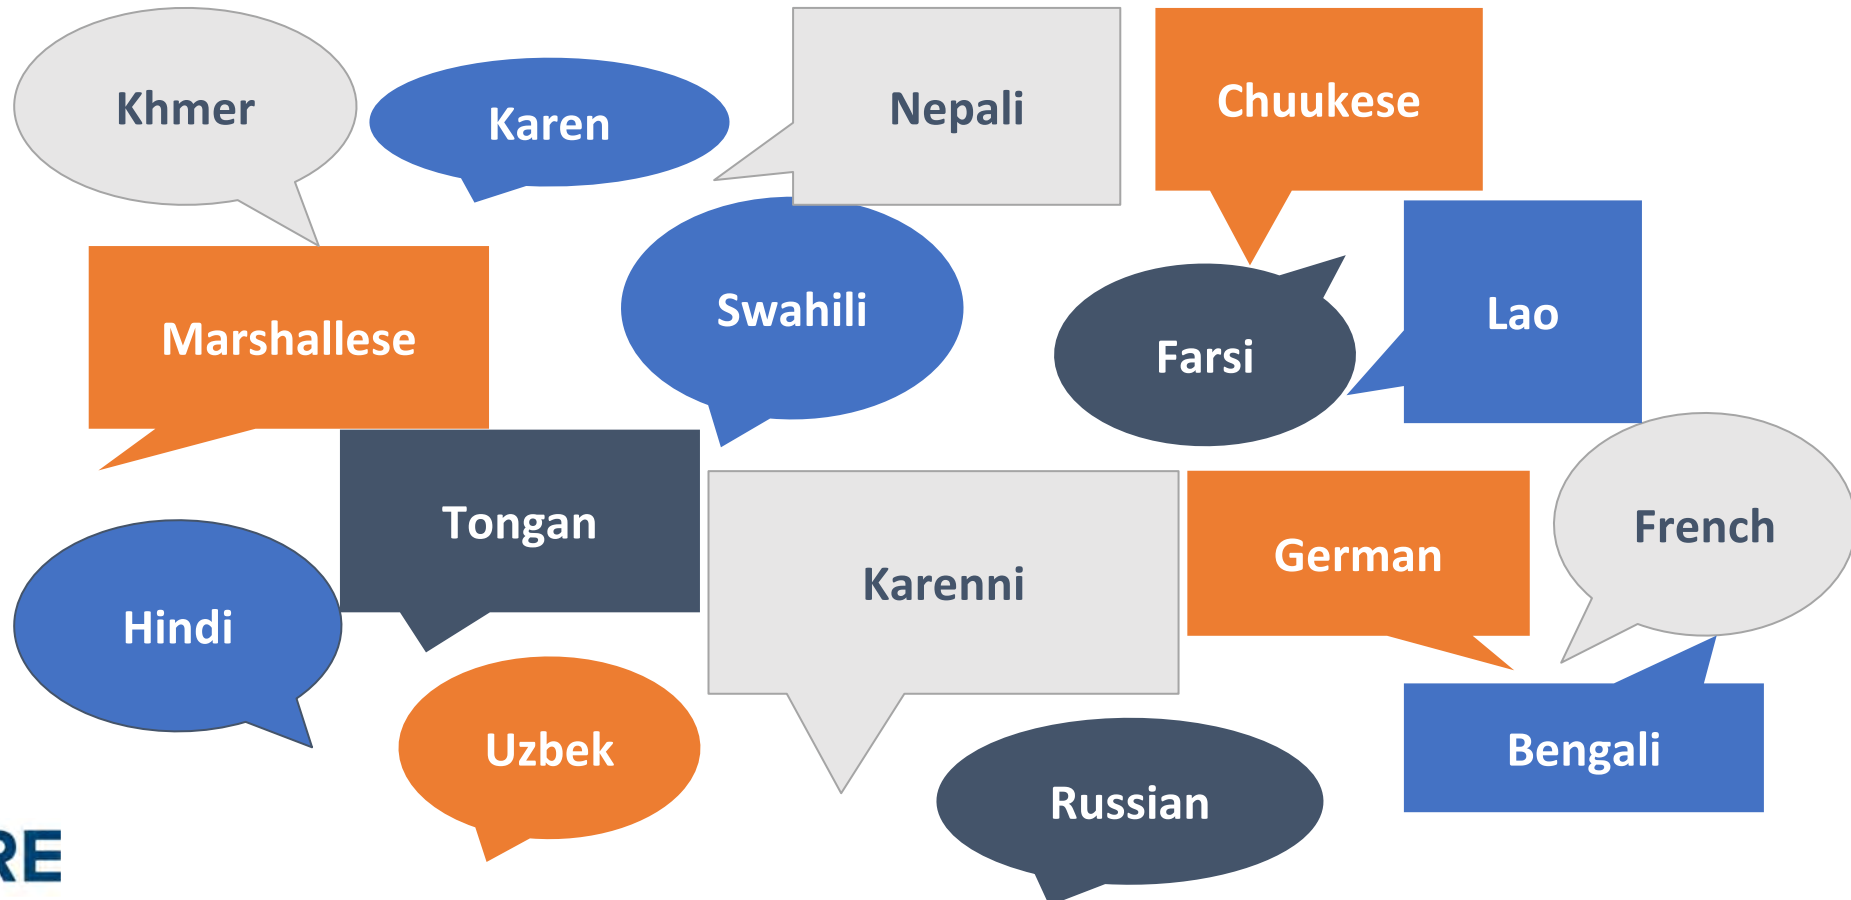 Khmer
Karen
Nepali
Chuukese
Marshallese
Swahili
Farsi
Lao
Tongan
Karenni
German
French
Hindi
Uzbek
Russian
Bengali
RE